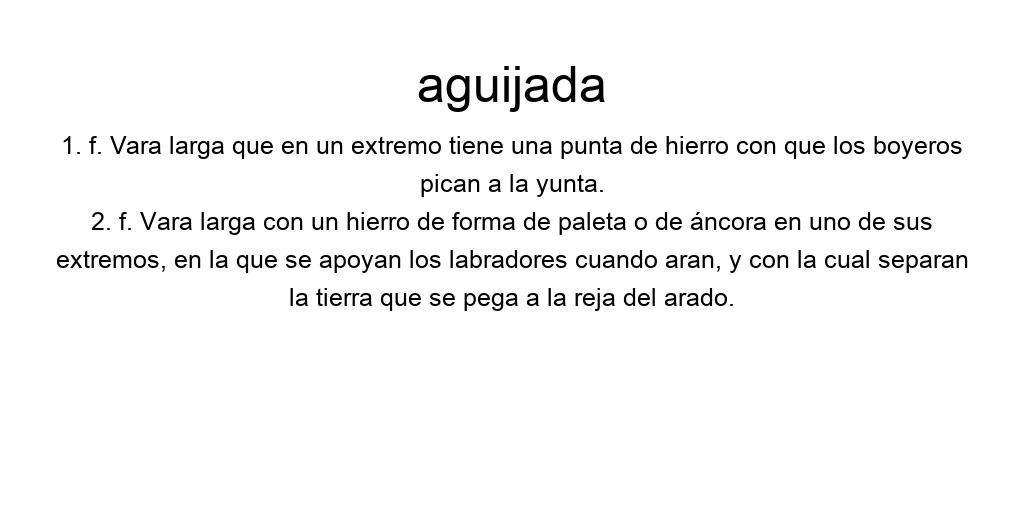 aguijada
1. f. Vara larga que en un extremo tiene una punta de hierro con que los boyeros
pican a la yunta.
2. f. Vara larga con un hierro de forma de paleta o de áncora en uno de sus
extremos, en la que se apoyan los labradores cuando aran, y con la cual separan
la tierra que se pega a la reja del arado.